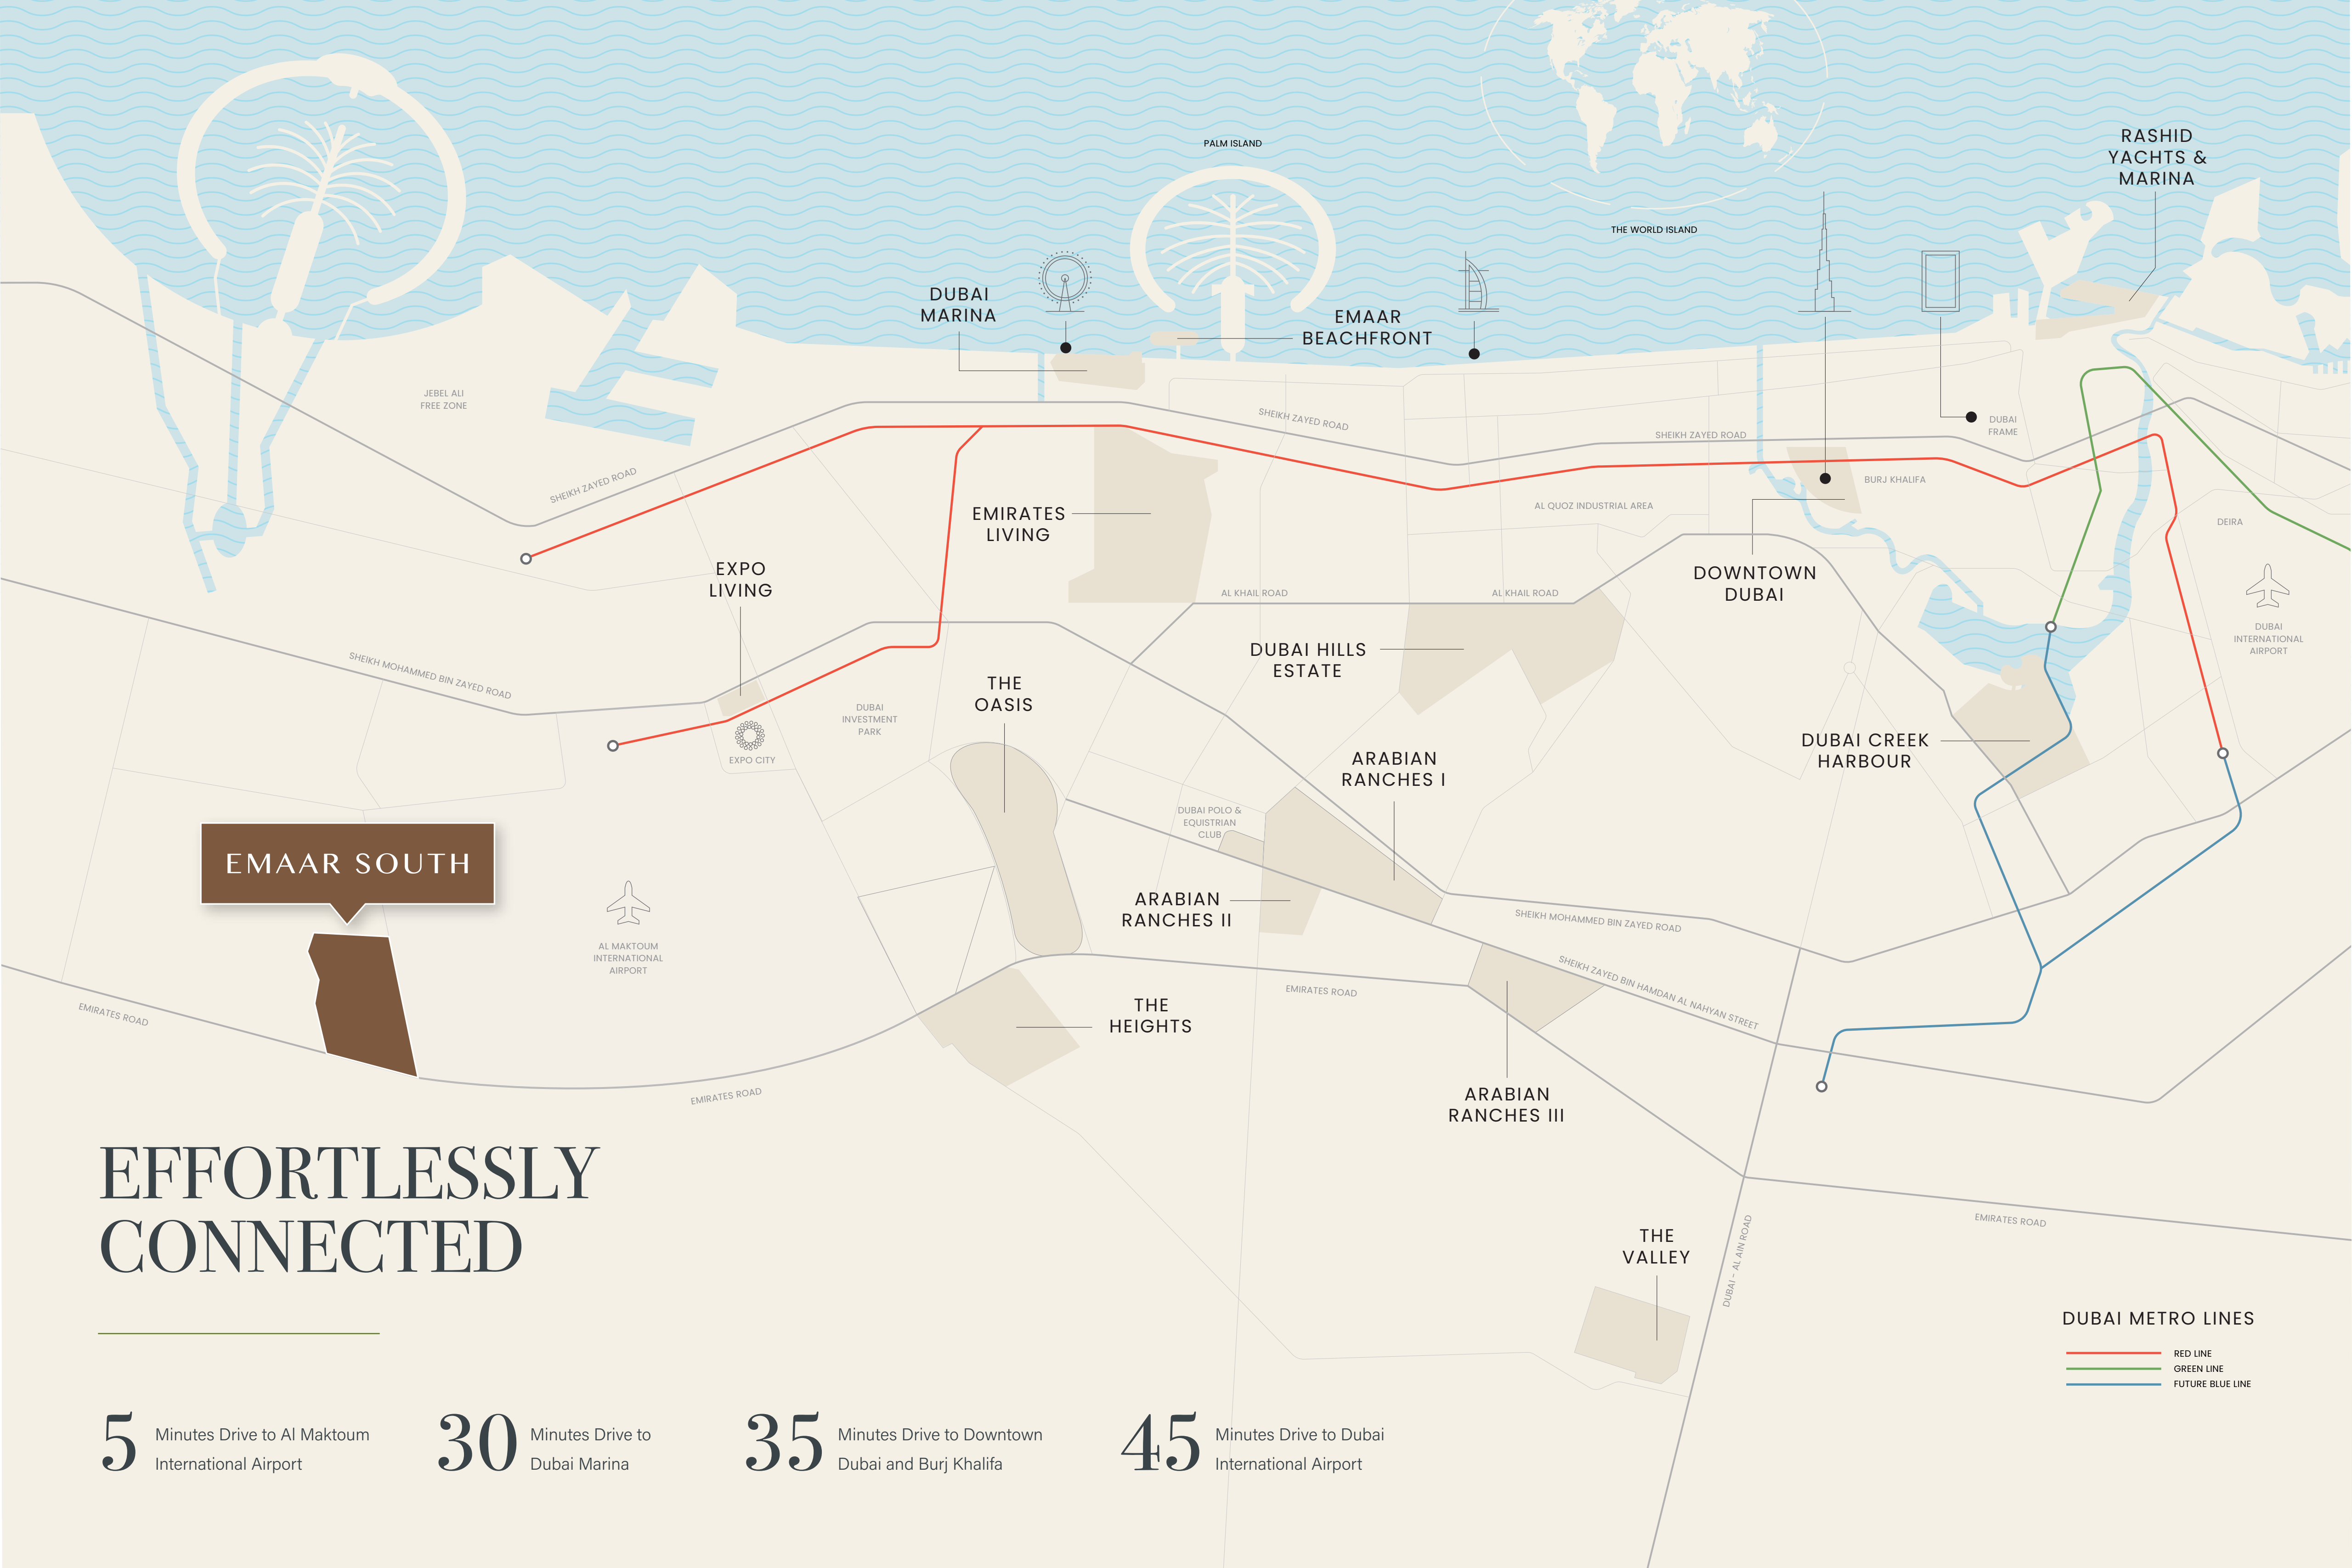 PALM ISLAND
THE WORLD ISLAND
RASHID
YACHTS &
MARINA
DUBAI
MARINA
EMAAR
BEACHFRONT
JEBEL ALI
FREE ZONE
SHEIKH ZAYED ROAD
SHEIKH ZAYED ROAD
SHEIKH ZAYED ROAD
DUBAI
FRAME
BURJ KHALIFA
AL QUOZ INDUSTRIAL AREA
DEIRA
EMIRATES
LIVING
EXPO
LIVING
AL KHAIL ROAD
AL KHAIL ROAD
DOWNTOWN
DUBAI
DUBAI
INTERNATIONAL
AIRPORT
DUBAI HILLS
ESTATE
SHEIKH MOHAMMED BIN ZAYED ROAD
THE
OASIS
DUBAI
INVESTMENT
PARK
EXPO CITY
DUBAI CREEK
HARBOUR
ARABIAN
RANCHES I
DUBAI POLO &
EQUESTRIAN
CLUB
EMAAR SOUTH
ARABIAN
RANCHES II
SHEIKH MOHAMMED BIN ZAYED ROAD
AL MAKTOUM
INTERNATIONAL
AIRPORT
SHEIKH ZAYED BIN HAMDAN AL NAHYAN STREET
EMIRATES ROAD
EMIRATES ROAD
THE
HEIGHTS
EMIRATES ROAD
ARABIAN
RANCHES III
EFFORTLESSLY
CONNECTED
THE
VALLEY
DUBAI - AL AIN ROAD
EMIRATES ROAD
DUBAI METRO LINES
RED LINE
GREEN LINE
FUTURE BLUE LINE
5 Minutes Drive to Al Maktoum
International Airport
30 Minutes Drive to
Dubai Marina
35 Minutes Drive to Downtown
Dubai and Burj Khalifa
45 Minutes Drive to Dubai
International Airport